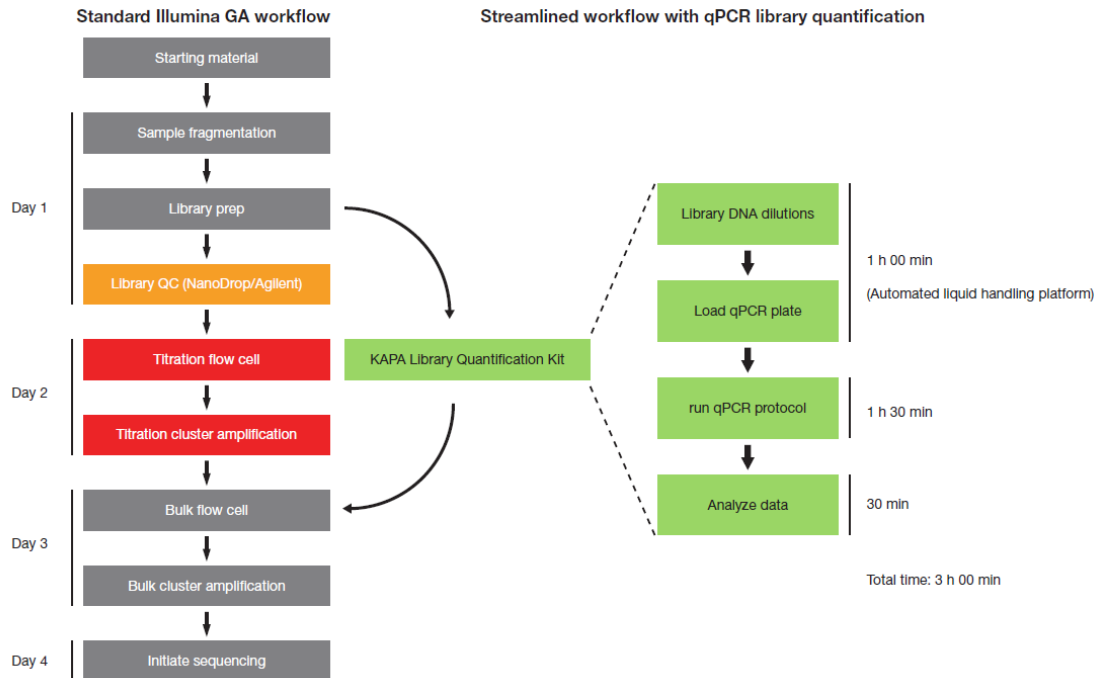 Standard Illumina GA workflow
Streamlined workflow with qPCR library quantification
Starting material
Day 1
Sample fragmentation
Library prep
Library QC (NanoDrop/Agilent)
Day 2
Titration flow cell
Titration cluster amplification
Day 3
Bulk flow cell
Bulk cluster amplification
Day 4
Initiate sequencing
KAPA Library Quantification Kit
Library DNA dilutions
Load qPCR plate
1 h 00 min
(Automated liquid handling platform)
run qPCR protocol
1 h 30 min
Analyze data
30 min
Total time: 3 h 00 min